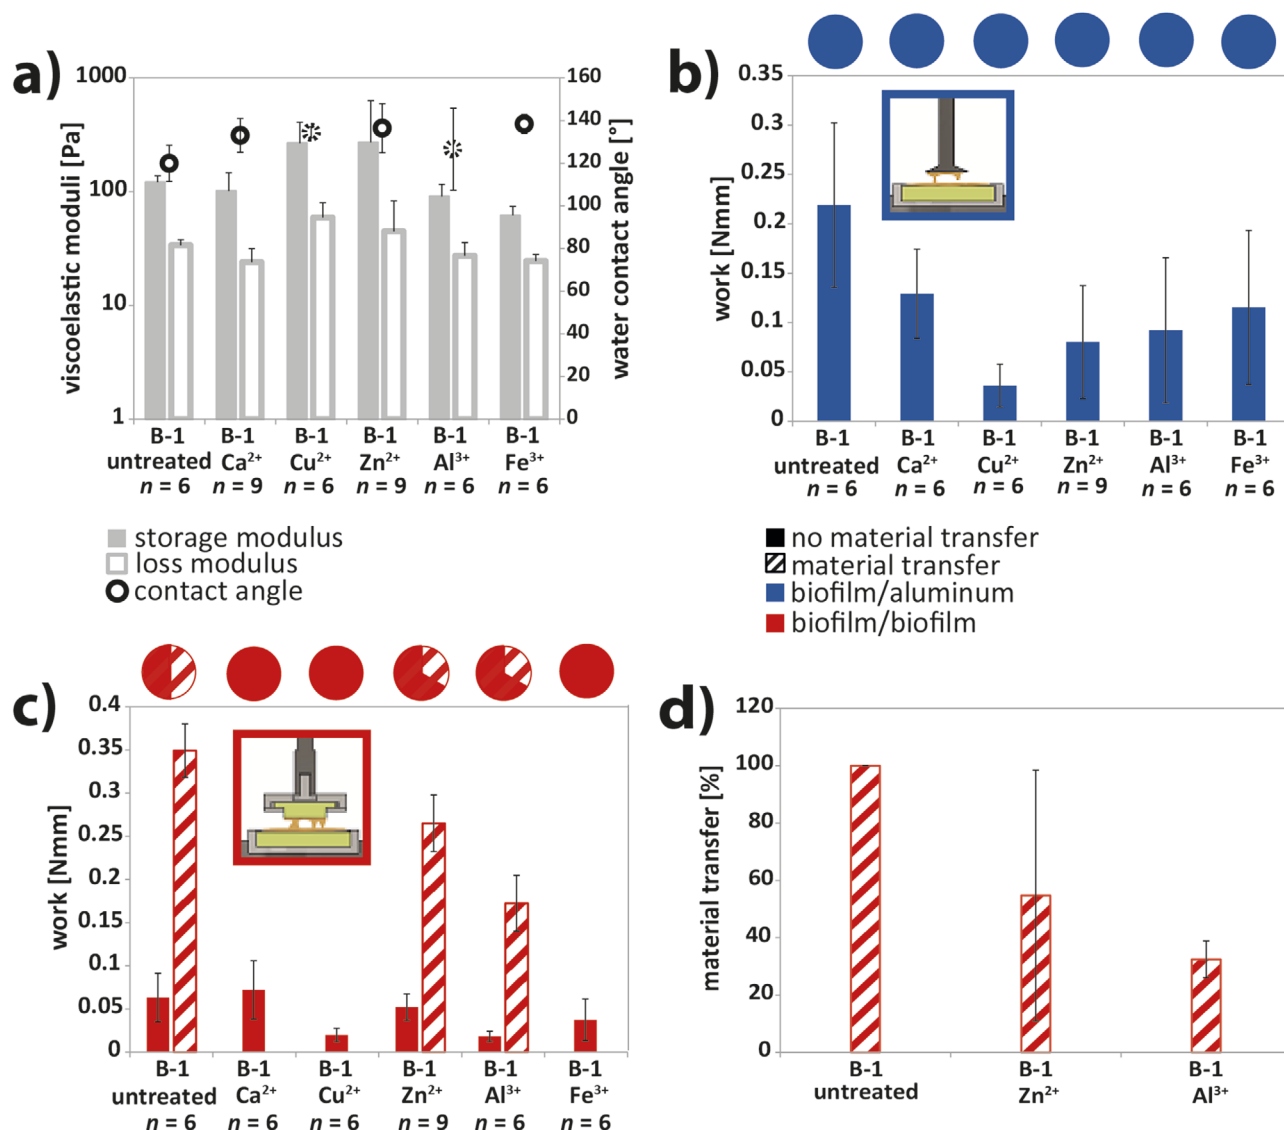 a)
viscoelastic moduli [Pa]
1000
100
10
1
160
140
120
100
80
60
40
20
0
water contact angle [°]
B-1 B-1 B-1 B-1 B-1 B-1
untreated Ca²⁺ Cu²⁺ Zn²⁺ Al³⁺ Fe³⁺
n = 6 n = 9 n = 6 n = 9 n = 6 n = 6
storage modulus
loss modulus
contact angle
b)
work [Nmm]
0.35
0.3
0.25
0.2
0.15
0.1
0.05
0
B-1 B-1 B-1 B-1 B-1 B-1
untreated Ca²⁺ Cu²⁺ Zn²⁺ Al³⁺ Fe³⁺
n = 6 n = 6 n = 6 n = 9 n = 6 n = 6
no material transfer
material transfer
biofilm/aluminum
biofilm/biofilm
c)
work [Nmm]
0.4
0.35
0.3
0.25
0.2
0.15
0.1
0.05
0
B-1 B-1 B-1 B-1 B-1 B-1
untreated Ca²⁺ Cu²⁺ Zn²⁺ Al³⁺ Fe³⁺
n = 6 n = 6 n = 6 n = 9 n = 6 n = 6
d)
material transfer [%]
120
100
80
60
40
20
0
B-1 B-1 B-1
untreated Zn²⁺ Al³⁺